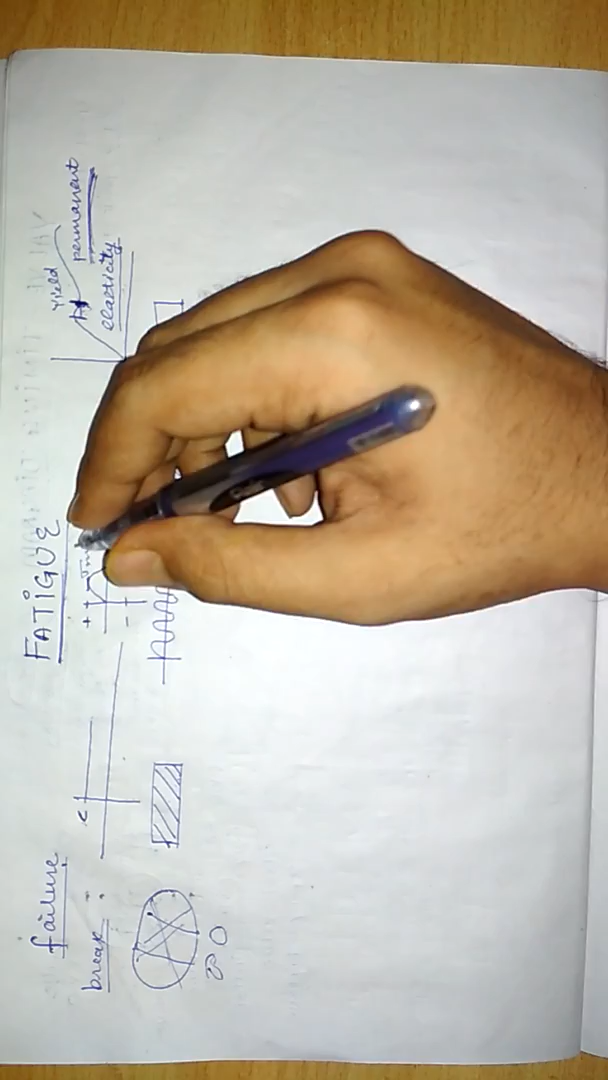 FATIGUE
failure
break :
Yield
permanent
elasticity
+
-